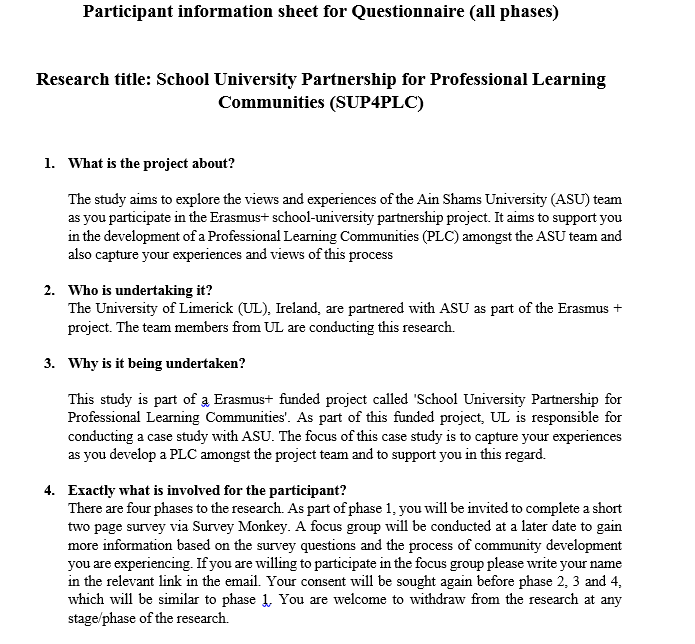 Participant information sheet for Questionnaire (all phases)
Research title: School University Partnership for Professional Learning
Communities (SUP4PLC)
1. What is the project about?
The study aims to explore the views and experiences of the Ain Shams University (ASU) team
as you participate in the Erasmus+ school-university partnership project. It aims to support you
in the development of a Professional Learning Communities (PLC) amongst the ASU team and
also capture your experiences and views of this process
2. Who is undertaking it?
The University of Limerick (UL), Ireland, are partnered with ASU as part of the Erasmus +
project. The team members from UL are conducting this research.
3. Why is it being undertaken?
This study is part of a Erasmus+ funded project called 'School University Partnership for
Professional Learning Communities'. As part of this funded project, UL is responsible for
conducting a case study with ASU. The focus of this case study is to capture your experiences
as you develop a PLC amongst the project team and to support you in this regard.
4. Exactly what is involved for the participant?
There are four phases to the research. As part of phase 1, you will be invited to complete a short
two page survey via Survey Monkey. A focus group will be conducted at a later date to gain
more information based on the survey questions and the process of community development
you are experiencing. If you are willing to participate in the focus group please write your name
in the relevant link in the email. Your consent will be sought again before phase 2, 3 and 4,
which will be similar to phase 1. You are welcome to withdraw from the research at any
stage/phase of the research.